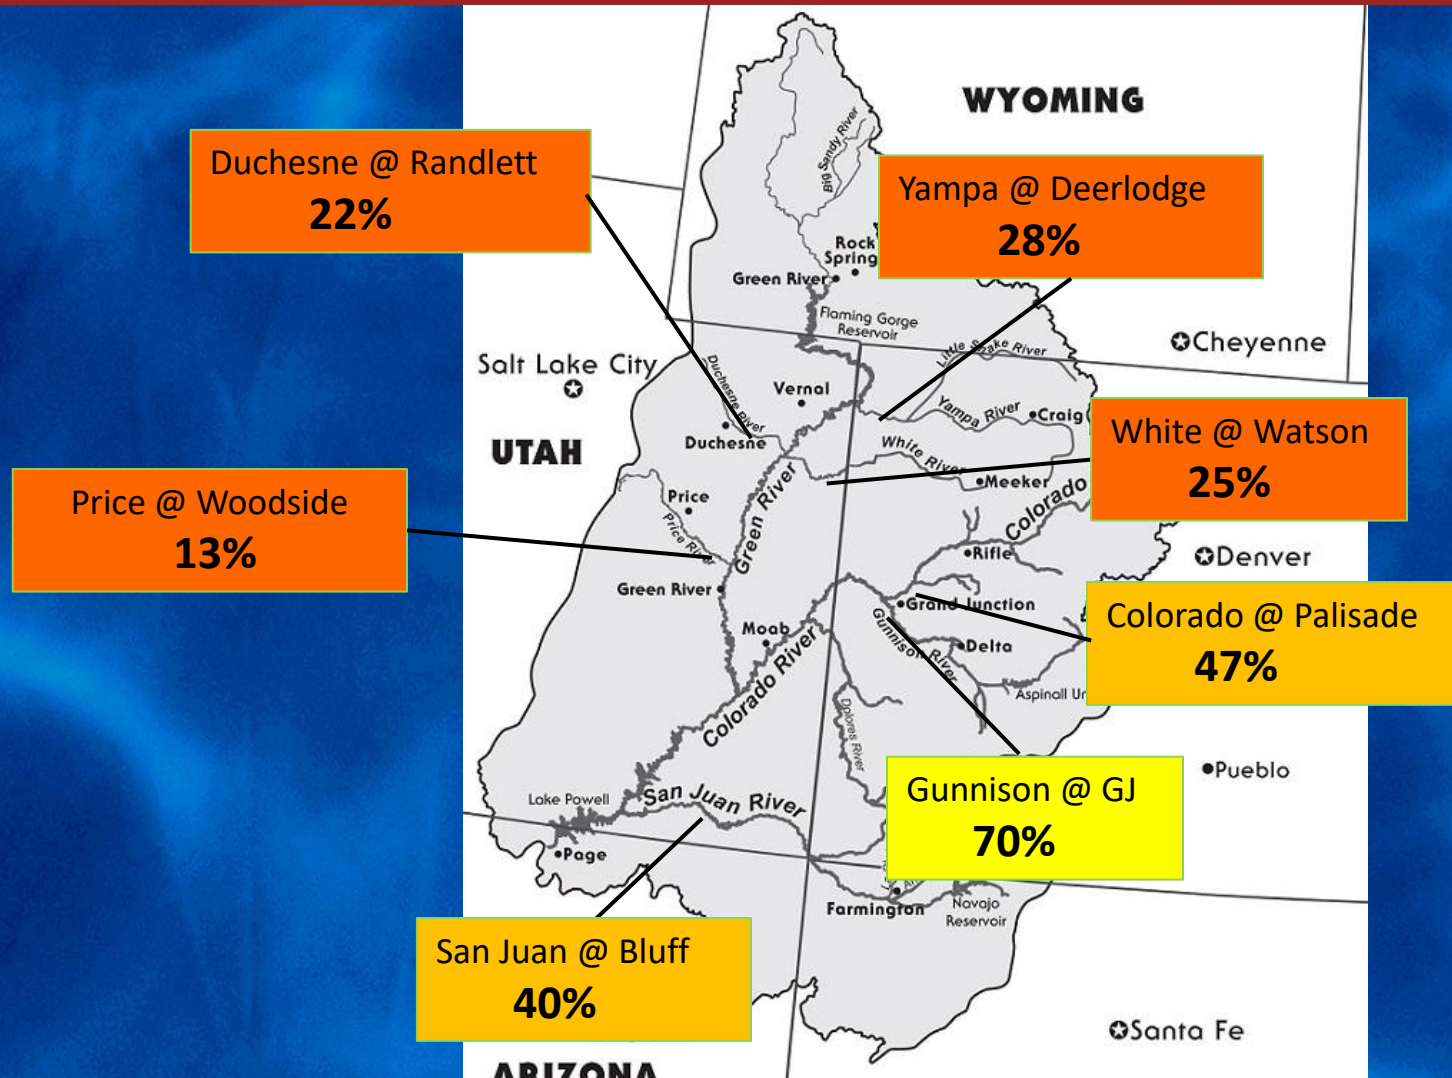 WYOMING
Big Sandy River
Duchesne @ Randlett
22%
Yampa @ Deerlodge
28%
Rock
Spring
Green River
Flaming Gorge
Reservoir
Cheyenne
Little Snake River
Salt Lake City
Duchesne River
Vernal
Yampa River
Craig
Duchesne
White River
White @ Watson
25%
UTAH
Meeker
Price @ Woodside
13%
Price
Price River
Green River
Colorado
Rifle
Denver
Green River
Grand Junction
Colorado @ Palisade
47%
Moab
Gunnison River
Delta
Colorado River
Aspinall
Dolores River
Gunnison @ GJ
70%
Pueblo
Lake Powell
San Juan River
Page
Farmington
Navajo
Reservoir
San Juan @ Bluff
40%
Santa Fe
ARIZONA